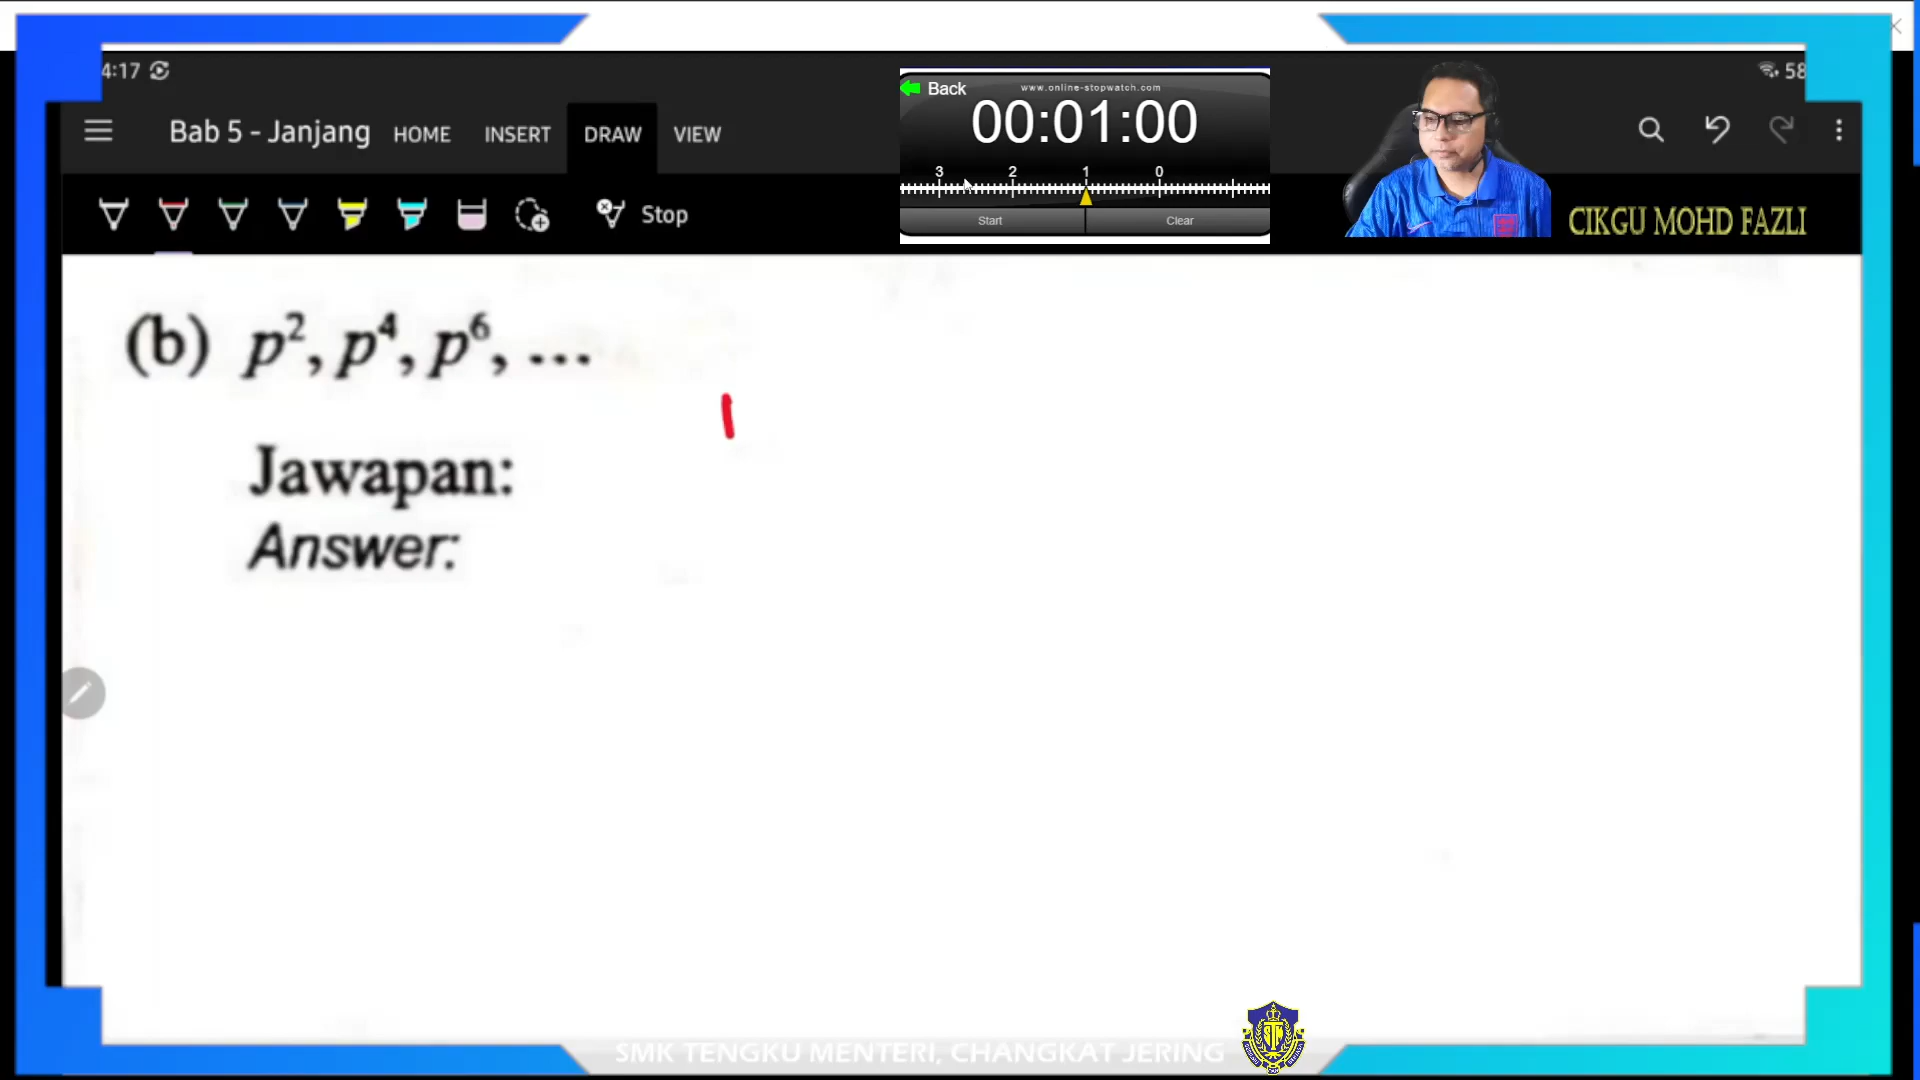 4:17
58
Back
www.online-stopwatch.com
00:01:00
3 2 1 0
Start Clear
Bab 5 - Janjang HOME INSERT DRAW VIEW
Stop
CIKGU MOHD FAZLI
(b) p², p⁴, p⁶, ...
Jawapan:
Answer:
SMK TENGKU MENTERI, CHANGKAT JERING